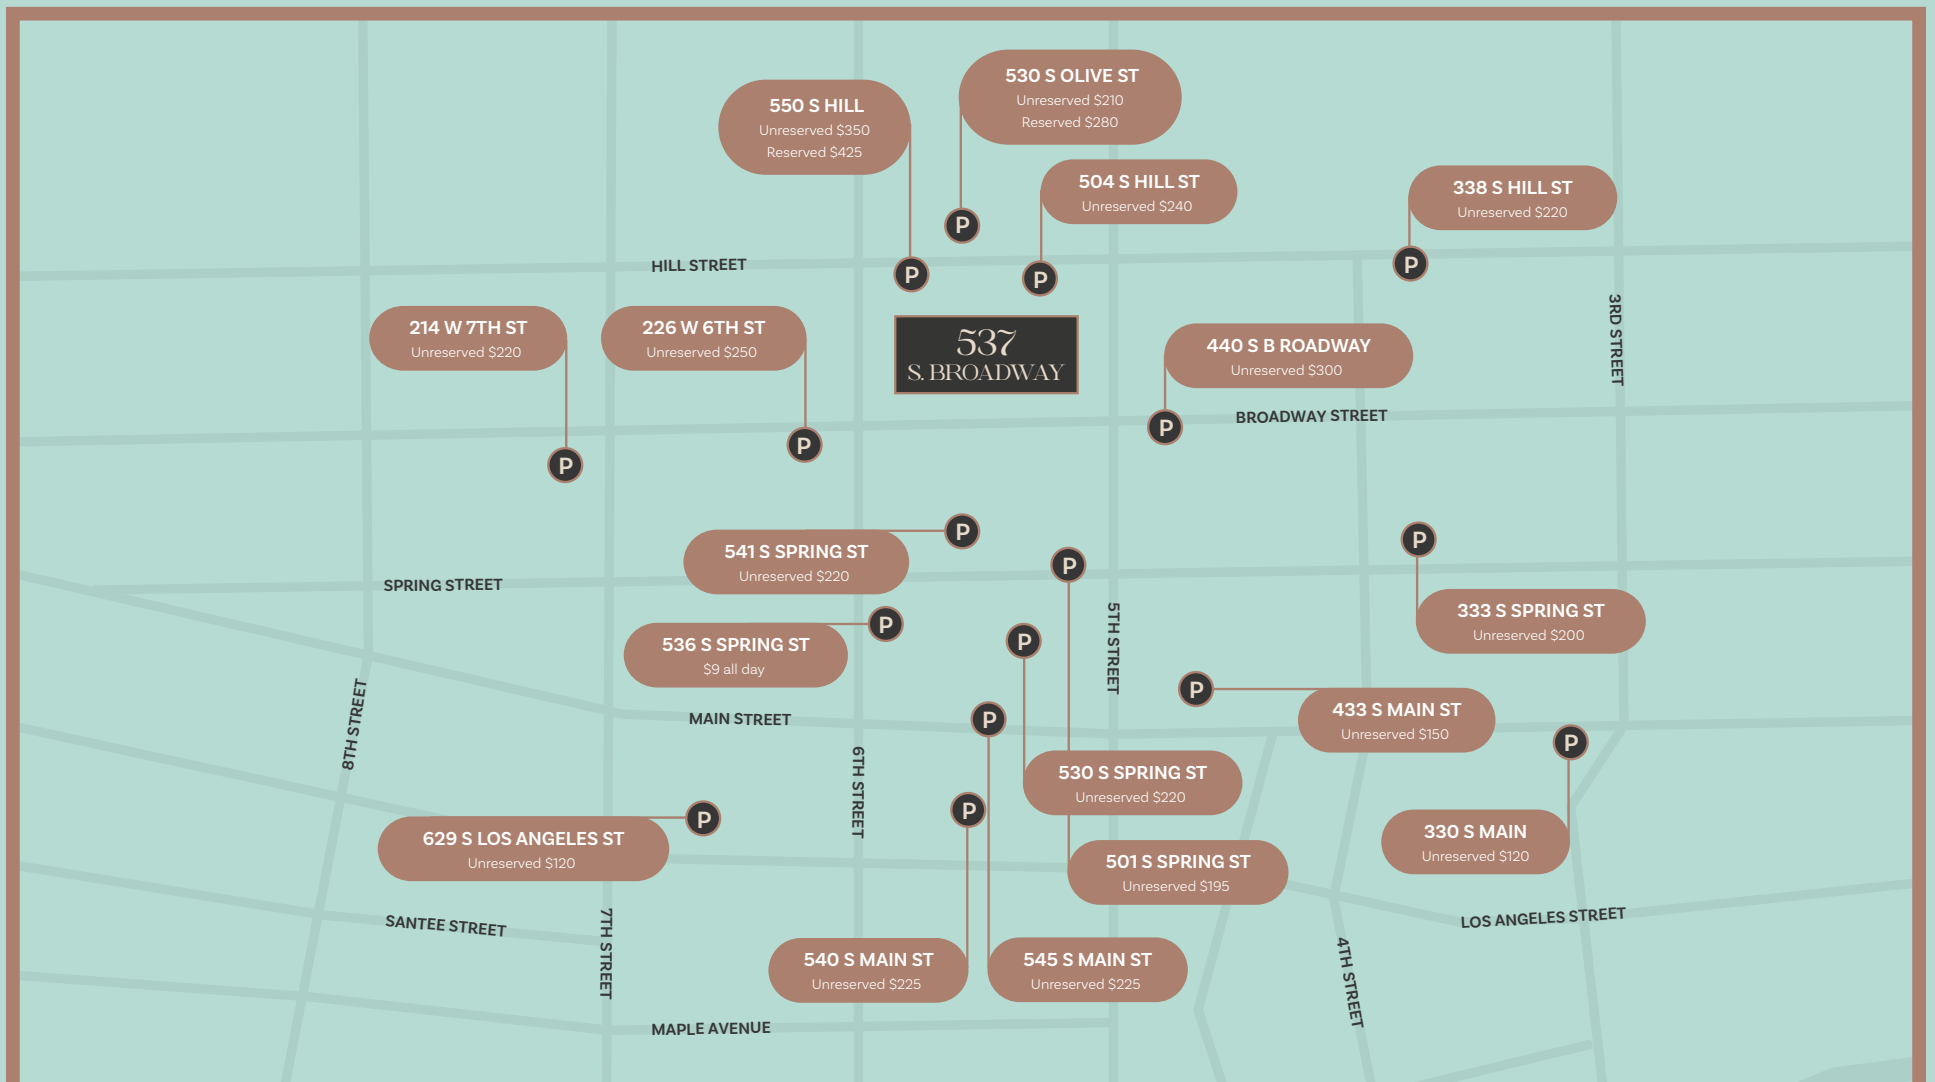 530 S OLIVE ST
Unreserved $210
Reserved $280
550 S HILL
Unreserved $350
Reserved $425
504 S HILL ST
Unreserved $240
338 S HILL ST
Unreserved $220
P
P
P
P
HILL STREET
3RD STREET
214 W 7TH ST
Unreserved $220
226 W 6TH ST
Unreserved $250
537
S. BROADWAY
440 S B ROADWAY
Unreserved $300
BROADWAY STREET
P
P
P
P
541 S SPRING ST
Unreserved $220
P
P
SPRING STREET
5TH STREET
333 S SPRING ST
Unreserved $200
536 S SPRING ST
$9 all day
P
P
8TH STREET
P
433 S MAIN ST
Unreserved $150
MAIN STREET
P
P
6TH STREET
530 S SPRING ST
Unreserved $220
P
P
629 S LOS ANGELES ST
Unreserved $120
330 S MAIN
Unreserved $120
501 S SPRING ST
Unreserved $195
SANTEE STREET
7TH STREET
LOS ANGELES STREET
4TH STREET
540 S MAIN ST
Unreserved $225
545 S MAIN ST
Unreserved $225
MAPLE AVENUE